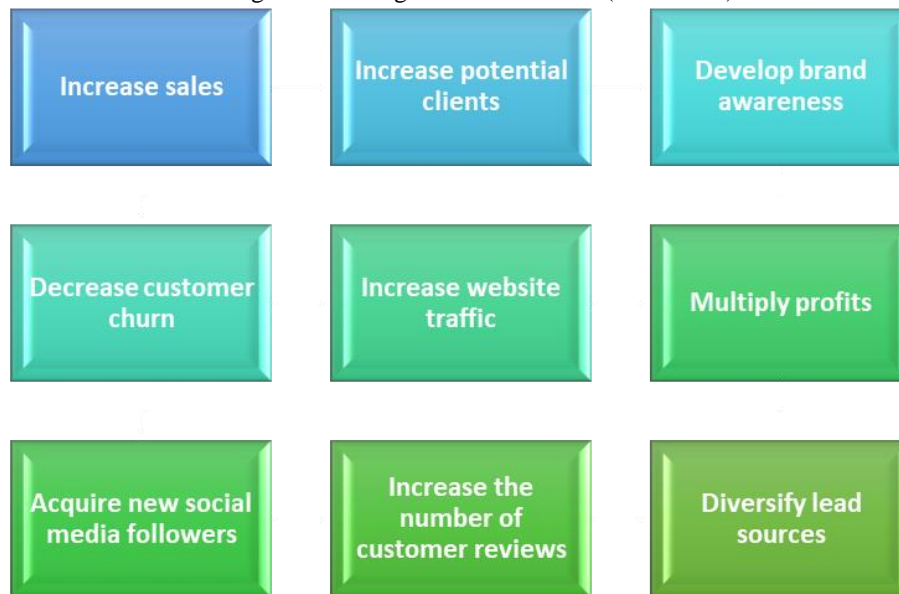 Increase sales
Increase potential
clients
Develop brand
awareness
Decrease customer
churn
Increase website
traffic
Multiply profits
Acquire new social
media followers
Increase the
number of
customer reviews
Diversify lead
sources